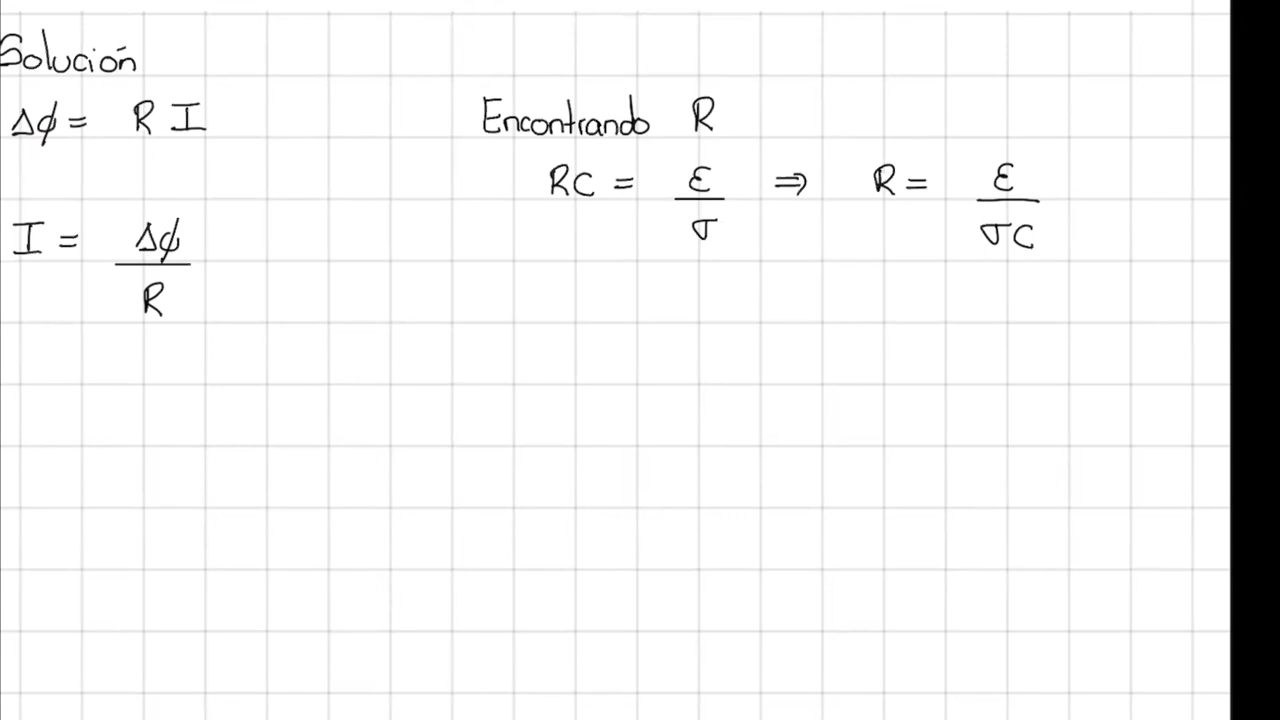 Solución
Δϕ = R I
I = Δϕ / R
Encontrando R
RC = ε / σ ⇒ R = ε / σC